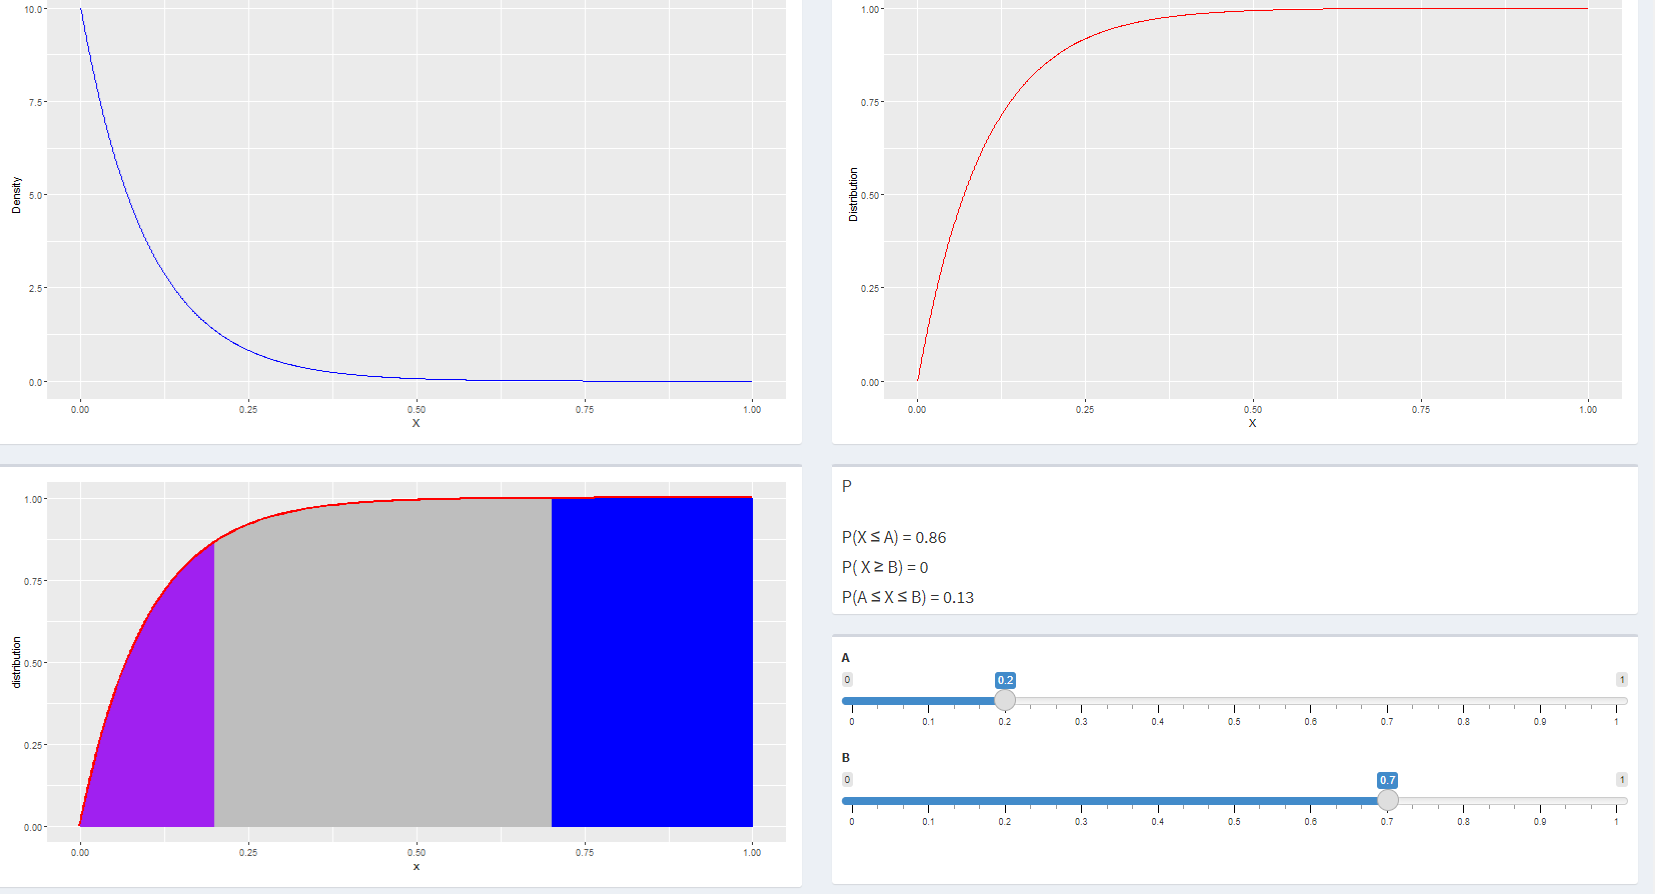 10.0
7.5
5.0
2.5
0.0
Density
0.00 0.25 0.50 0.75 1.00
X
1.00
0.75
0.50
0.25
0.00
Distribution
0.00 0.25 0.50 0.75 1.00
X
1.00
0.75
0.50
0.25
0.00
distribution
0.00 0.25 0.50 0.75 1.00
x
P
P(X ≤ A) = 0.86
P( X ≥ B) = 0
P(A ≤ X ≤ B) = 0.13
A
0 0.2 1
0 0.1 0.2 0.3 0.4 0.5 0.6 0.7 0.8 0.9 1
B
0 0.7 1
0 0.1 0.2 0.3 0.4 0.5 0.6 0.7 0.8 0.9 1